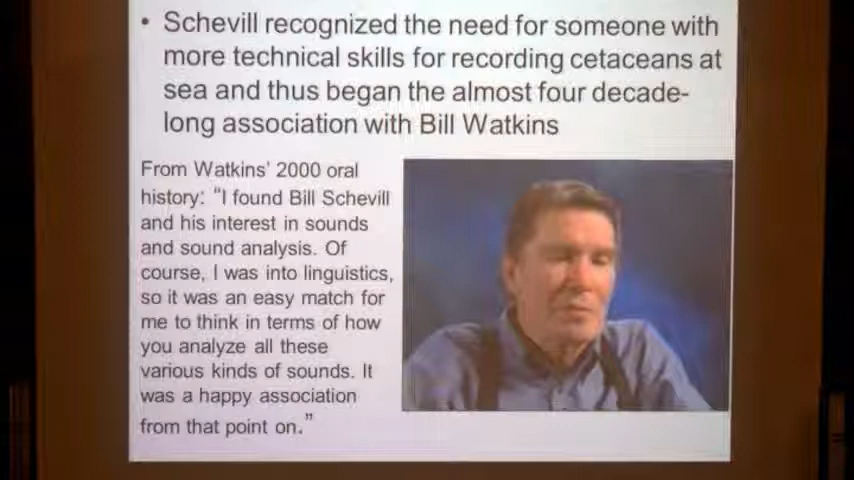 • Schevill recognized the need for someone with
more technical skills for recording cetaceans at
sea and thus began the almost four decade-
long association with Bill Watkins
From Watkins' 2000 oral
history: "I found Bill Schevill
and his interest in sounds
and sound analysis. Of
course, I was into linguistics,
so it was an easy match for
me to think in terms of how
you analyze all these
various kinds of sounds. It
was a happy association
from that point on."